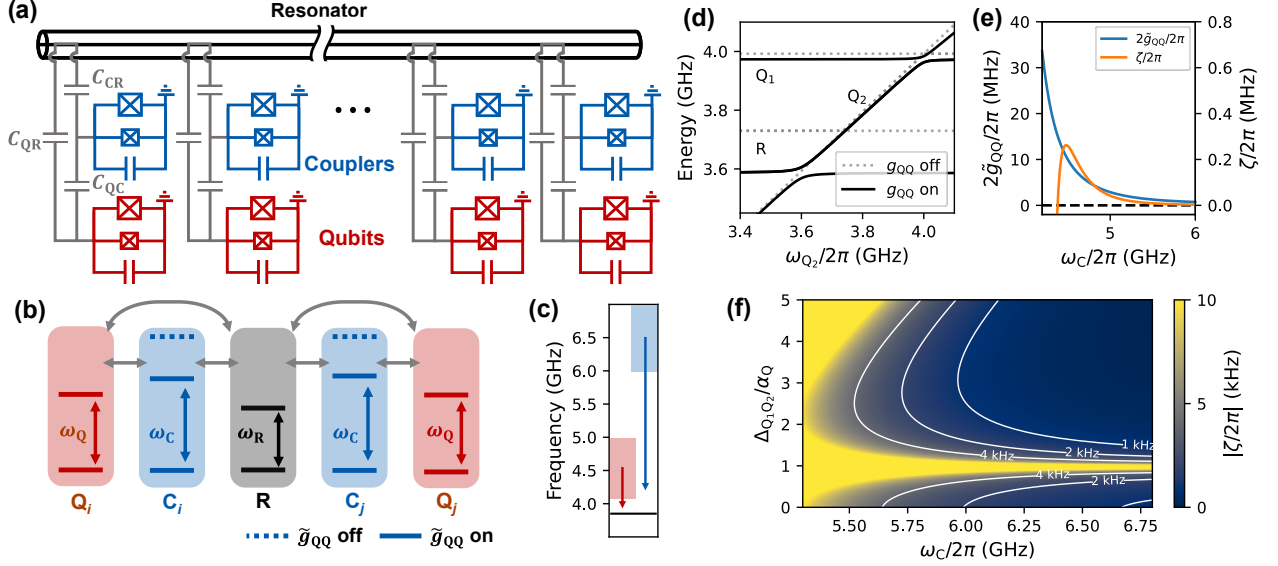 (a)
Resonator
C_CR
C_QR
C_QC
...
Couplers
Qubits
(b)
ω_Q
ω_C
ω_R
ω_C
ω_Q
Q_i
C_i
R
C_j
Q_j
g̃_QQ off
g̃_QQ on
(c)
Frequency (GHz)
6.5
6.0
5.5
5.0
4.5
4.0
(d)
Energy (GHz)
4.0
3.8
3.6
Q_1
Q_2
R
g_QQ off
g_QQ on
3.4 3.6 3.8 4.0
ω_Q_2/2π (GHz)
(e)
2g̃_QQ/2π (MHz)
40
30
20
10
0
2g̃_QQ/2π
ζ/2π
0.8
0.6
0.4
0.2
0.0
ζ/2π (MHz)
5 6
ω_C/2π (GHz)
(f)
Δ_Q_1Q_2/α_Q
5
4
3
2
1
0
1 kHz
2 kHz
4 kHz
4 kHz
2 kHz
5.50 5.75 6.00 6.25 6.50 6.75
ω_C/2π (GHz)
10
5
0
|ζ/2π| (kHz)